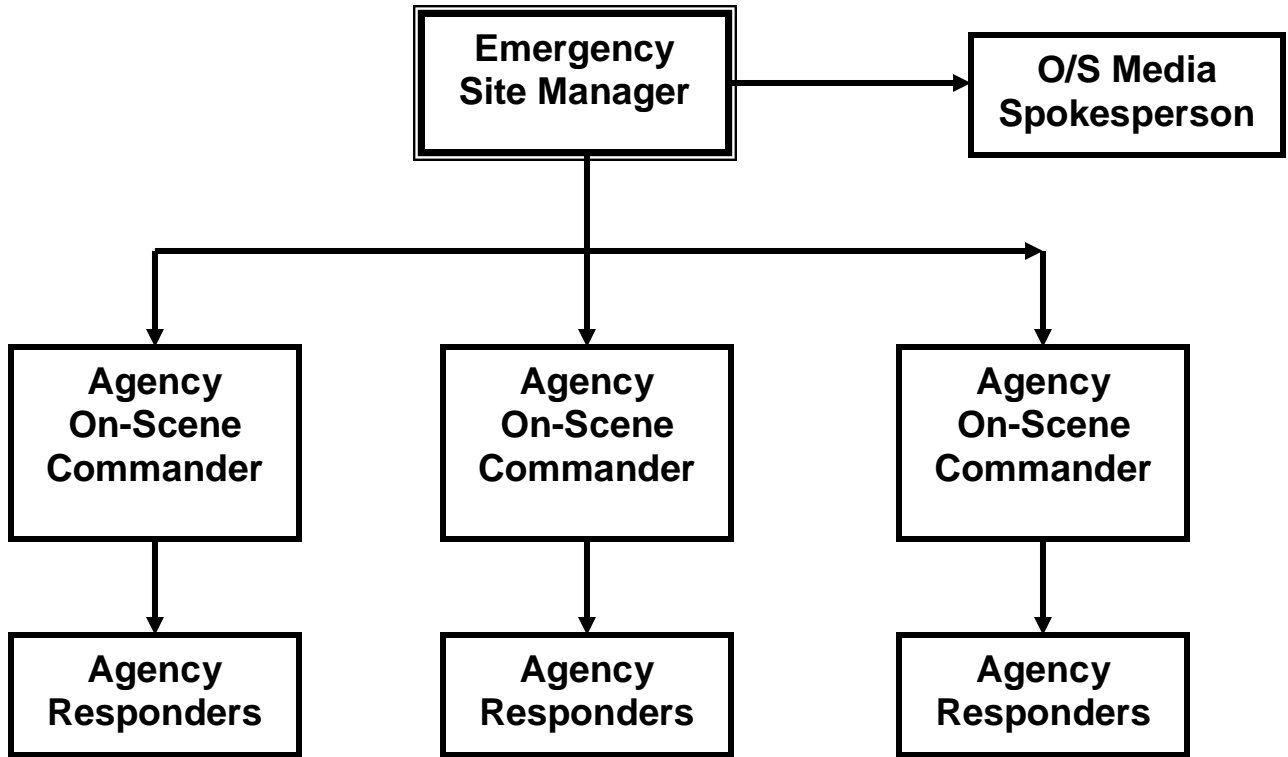 Emergency
Site Manager
O/S Media
Spokesperson
Agency
On-Scene
Commander
Agency
On-Scene
Commander
Agency
On-Scene
Commander
Agency
Responders
Agency
Responders
Agency
Responders